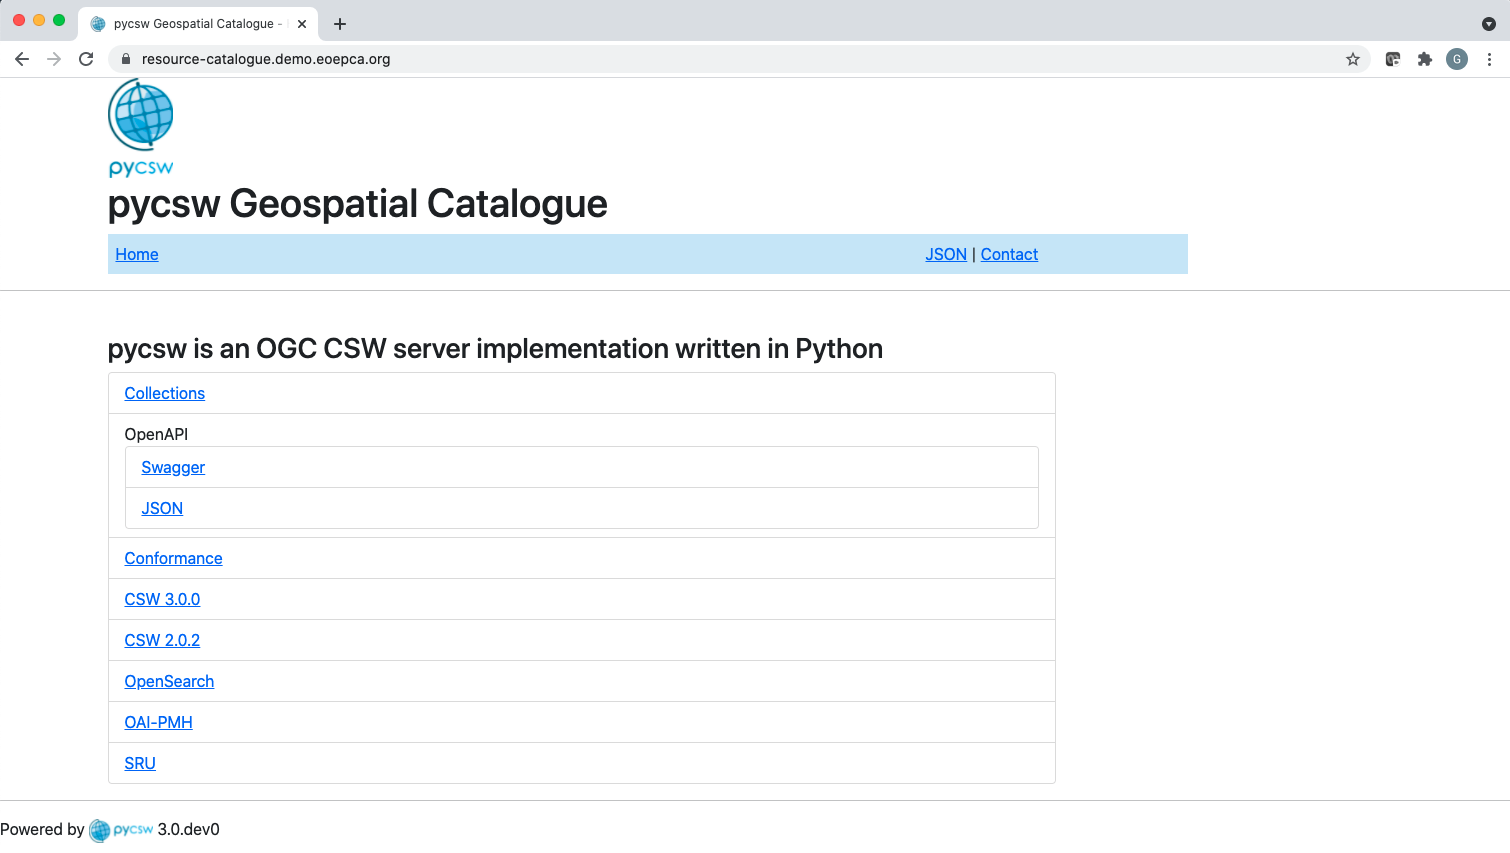 pycsw Geospatial Catalogue -
resource-catalogue.demo.eoepca.org
G
pycsw
pycsw Geospatial Catalogue
Home JSON | Contact
pycsw is an OGC CSW server implementation written in Python
Collections
OpenAPI
Swagger
JSON
Conformance
CSW 3.0.0
CSW 2.0.2
OpenSearch
OAI-PMH
SRU
Powered by pycsw 3.0.dev0